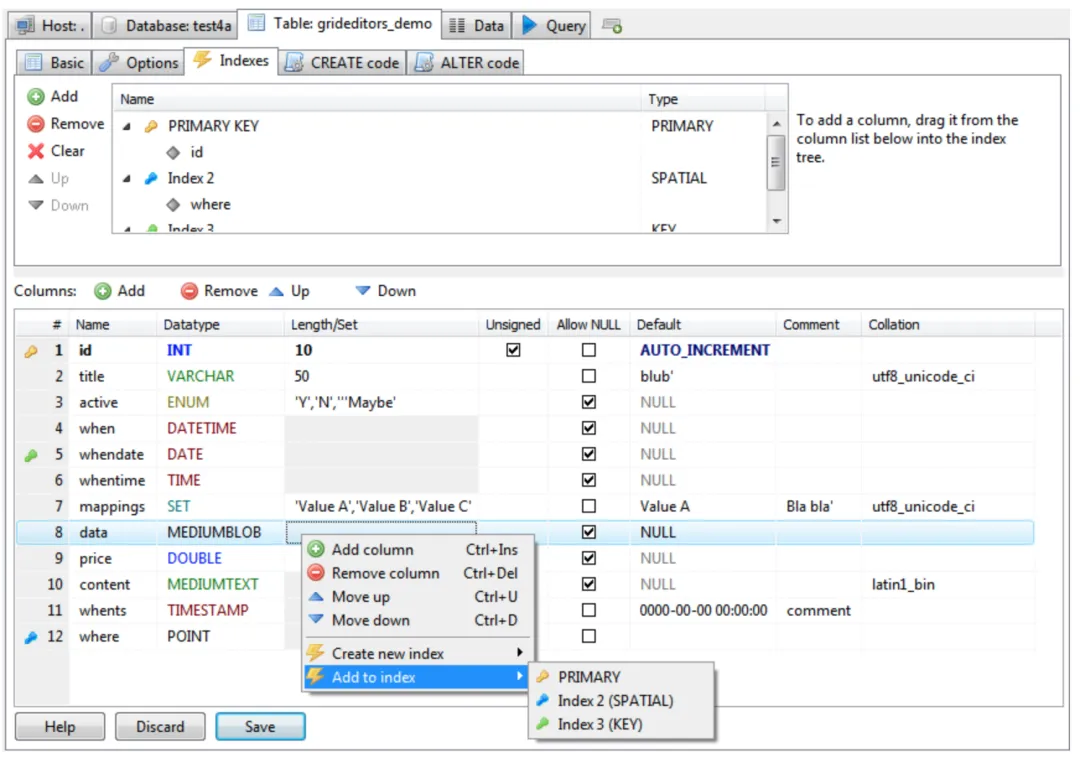 Host: . Database: test4a Table: grideditors_demo Data Query
Basic Options Indexes CREATE code ALTER code
Add
Remove
Clear
Up
Down
Name Type
PRIMARY KEY PRIMARY
id
Index 2 SPATIAL
where
Index 3 KEY
To add a column, drag it from the
column list below into the index
tree.
Columns: Add Remove Up Down
# Name Datatype Length/Set Unsigned Allow NULL Default Comment Collation
1 id INT 10 AUTO_INCREMENT
2 title VARCHAR 50 blub' utf8_unicode_ci
3 active ENUM 'Y','N','''Maybe' NULL
4 when DATETIME NULL
5 whendate DATE NULL
6 whentime TIME NULL
7 mappings SET 'Value A','Value B','Value C' Value A Bla bla' utf8_unicode_ci
8 data MEDIUMBLOB NULL
9 price DOUBLE NULL
10 content MEDIUMTEXT NULL latin1_bin
11 whents TIMESTAMP 0000-00-00 00:00:00 comment
12 where POINT
Add column Ctrl+Ins
Remove column Ctrl+Del
Move up Ctrl+U
Move down Ctrl+D
Create new index
Add to index
PRIMARY
Index 2 (SPATIAL)
Index 3 (KEY)
Help Discard Save